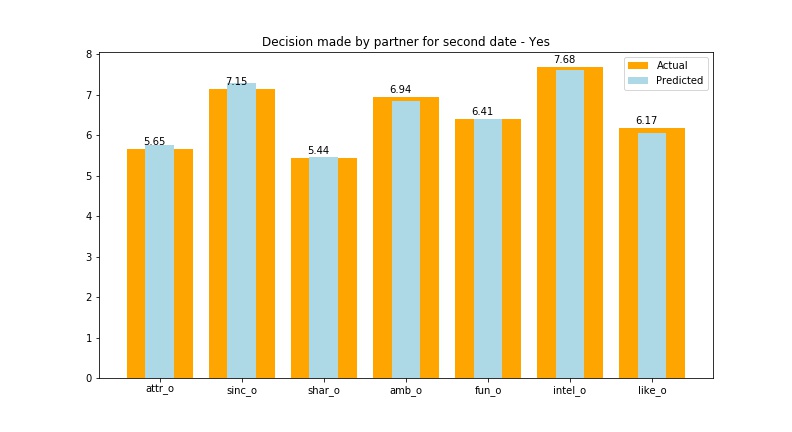 Decision made by partner for second date - Yes
Actual
Predicted
8
7
6
5
4
3
2
1
0
5.65
7.15
5.44
6.94
6.41
7.68
6.17
attr_o
sinc_o
shar_o
amb_o
fun_o
intel_o
like_o